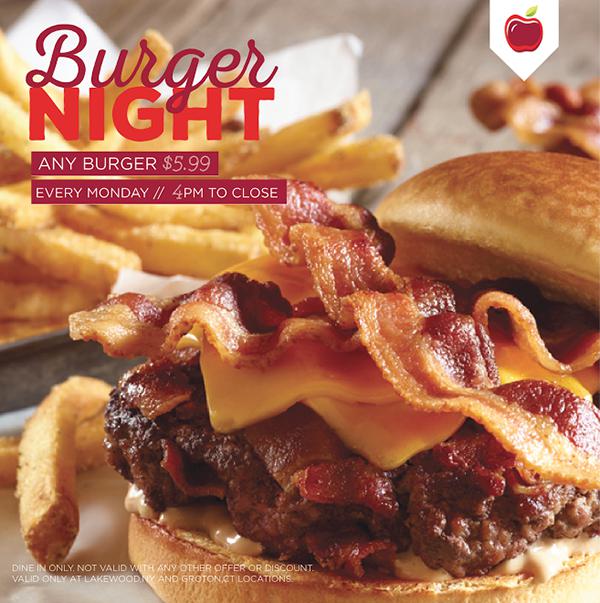 Burger
NIGHT
ANY BURGER $5.99
EVERY MONDAY // 4PM TO CLOSE
DINE IN ONLY. NOT VALID WITH ANY OTHER OFFER OR DISCOUNT.
VALID ONLY AT LAKEWOOD,NY AND GROTON,CT LOCATIONS.